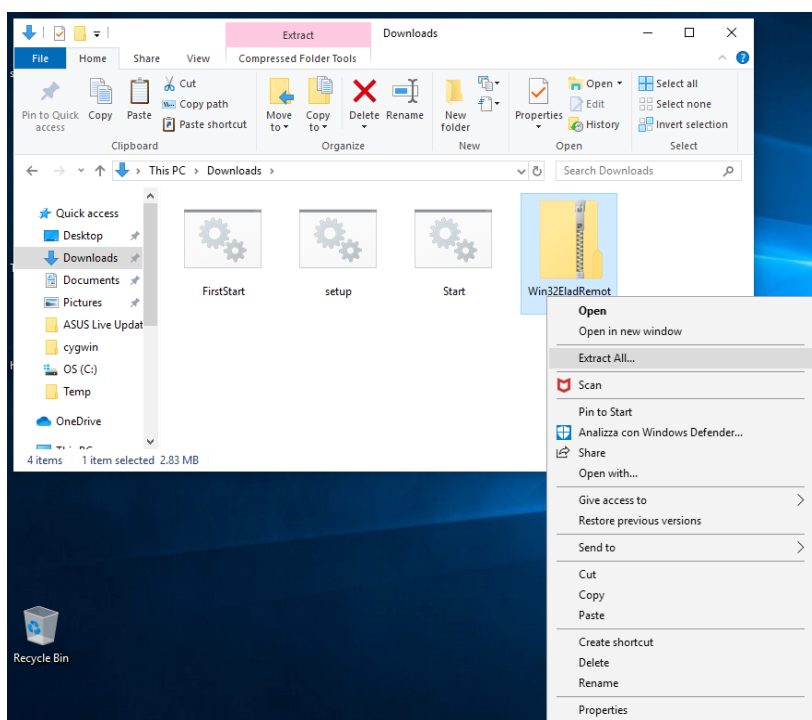 Extract
Downloads
File
Home
Share
View
Compressed Folder Tools
Pin to Quick access
Copy
Paste
Cut
Copy path
Paste shortcut
Move to
Copy to
Delete
Rename
New folder
Properties
Open
Edit
History
Select all
Select none
Invert selection
Clipboard
Organize
New
Open
Select
This PC > Downloads >
Search Downloads
Quick access
Desktop
Downloads
Documents
Pictures
ASUS Live Updat
cygwin
OS (C:)
Temp
OneDrive
FirstStart
setup
Start
Win32EladRemot
4 items
1 item selected 2.83 MB
Open
Open in new window
Extract All...
Scan
Pin to Start
Analizza con Windows Defender...
Share
Open with...
Give access to
Restore previous versions
Send to
Cut
Copy
Paste
Create shortcut
Delete
Rename
Properties
Recycle Bin